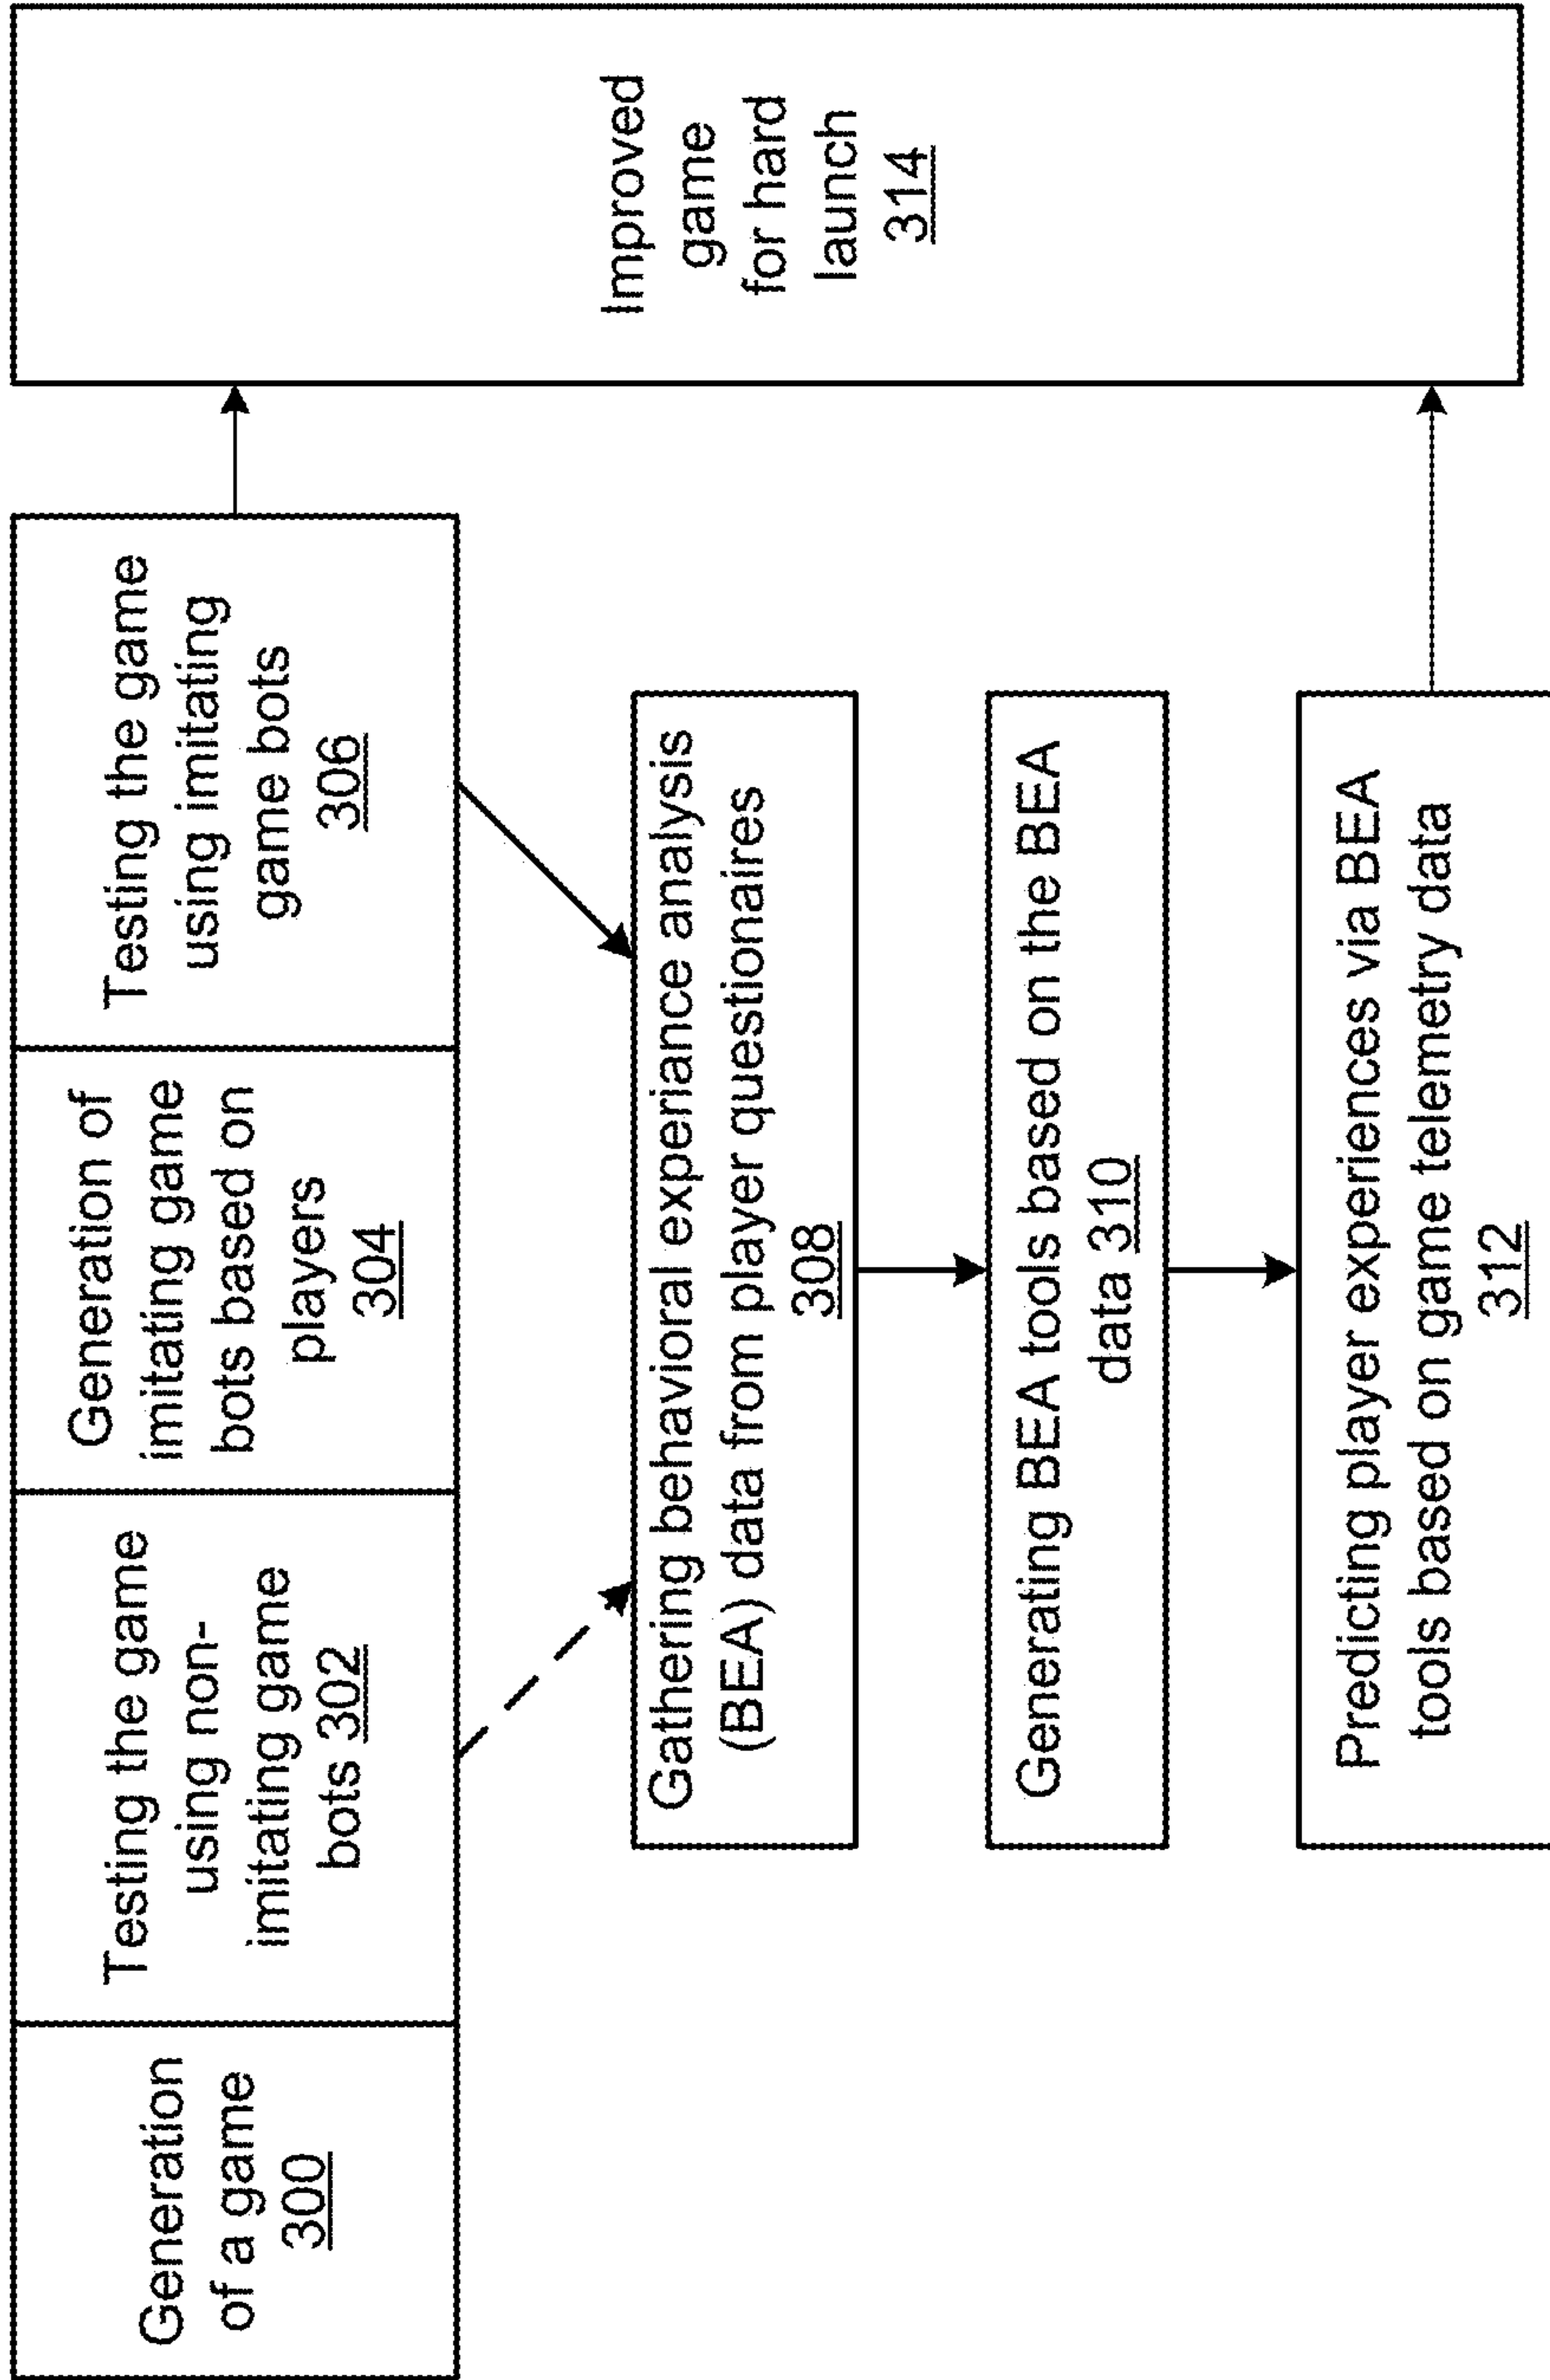 Generation
of a game
300
Testing the game
using non-
imitating game
bots 302
Generation of
imitating game
bots based on
players
304
Testing the game
using imitating
game bots
306
Gathering behavioral experiance analysis
(BEA) data from player questionaires
308
Generating BEA tools based on the BEA
data 310
Predicting player experiences via BEA
tools based on game telemetry data
312
Improved
game
for hard
launch
314